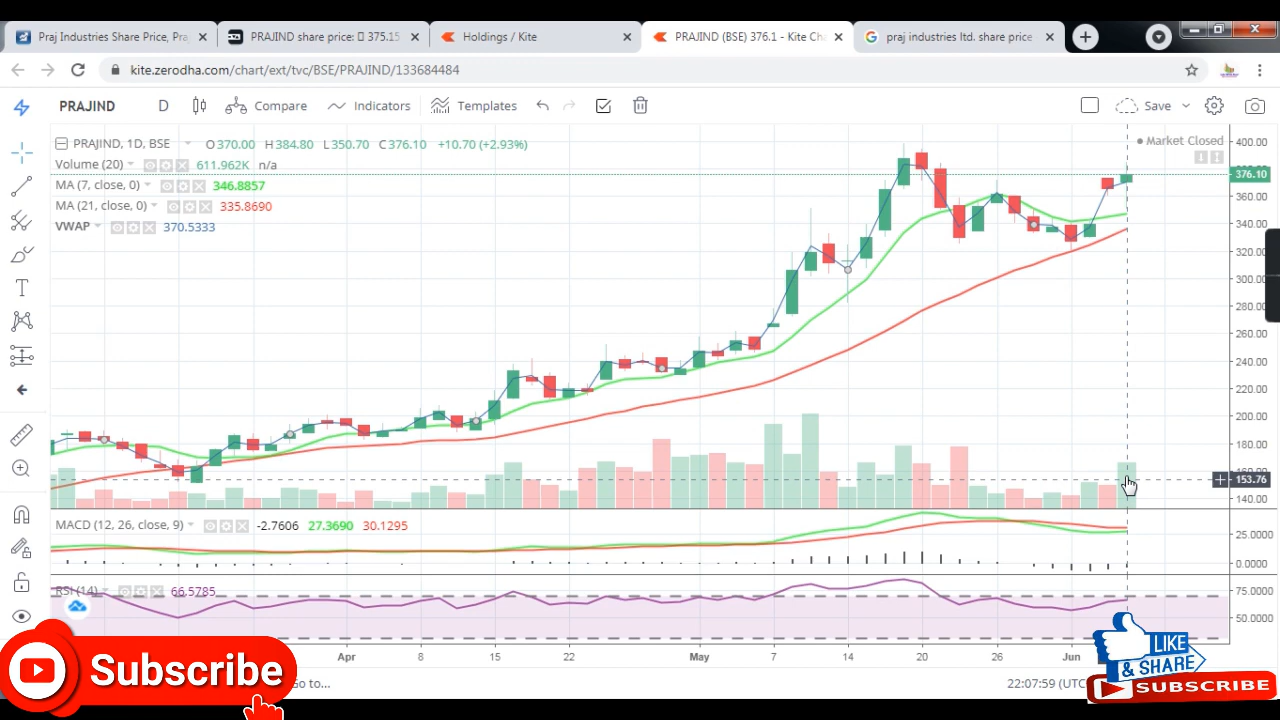 Praj Industries Share Price, Pra
PRAJIND share price: ▯ 375.15
Holdings
PRAJIND (BSE) 376.1 - Kite Cha
praj industries ltd. share price
kite.zerodha.com/chart/ext/tvc/BSE/PRAJIND/133684484
PRAJIND D Compare Indicators Templates Save
PRAJIND, 1D, BSE O370.00 H384.80 L350.70 C376.10 +10.70 (+2.93%)
Market Closed
Volume (20) 611.962K n/a
MA (7, close, 0) 346.8857
MA (21, close, 0) 335.8690
VWAP 370.5333
400.00
376.10
360.00
340.00
320.00
300.00
280.00
260.00
240.00
220.00
200.00
180.00
153.76
140.00
MACD (12, 26, close, 9) -2.7606 27.3690 30.1295
25.0000
0.0000
RSI (14) 66.5785
75.0000
50.0000
Apr 8 15 22 May 7 14 20 26 Jun
to...
22:07:59 (UTC
Subscribe
LIKE
& SHARE
SUBSCRIBE